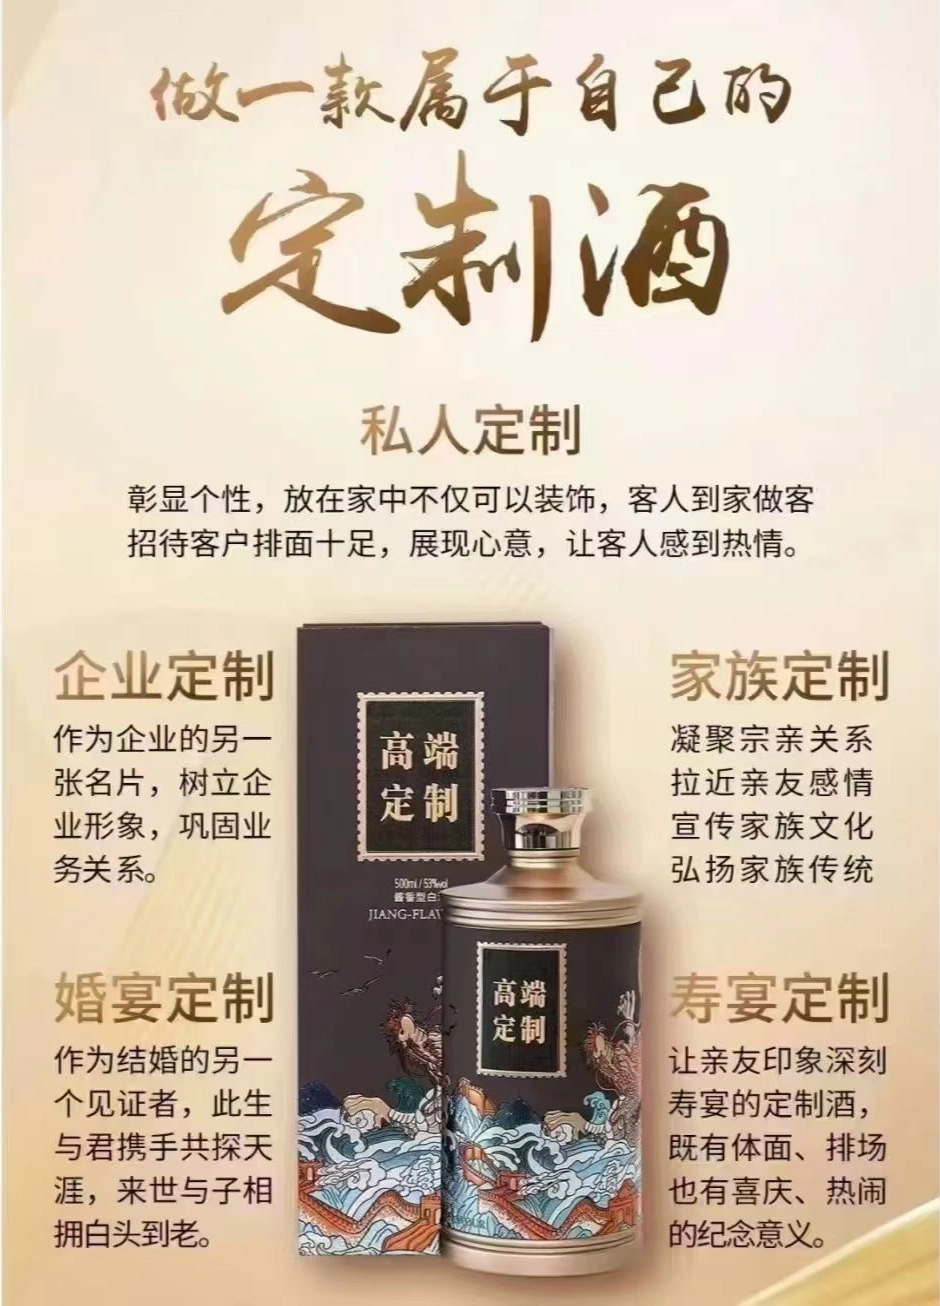 做一款属于自己的
定制酒
私人定制
彰显个性，放在家中不仅可以装饰，客人到家做客
招待客户排面十足，展现心意，让客人感到热情。
企业定制
作为企业的另一
张名片，树立企
业形象，巩固业
务关系。
家族定制
凝聚宗亲关系
拉近亲友感情
宣传家族文化
弘扬家族传统
婚宴定制
作为结婚的另一
个见证者，此生
与君携手共探天
涯，来世与子相
拥白头到老。
寿宴定制
让亲友印象深刻
寿宴的定制酒，
既有体面、排场
也有喜庆、热闹
的纪念意义。
高端
定制
500ml/53%vol
酱香型白
JIANG-FLA
高端
定制